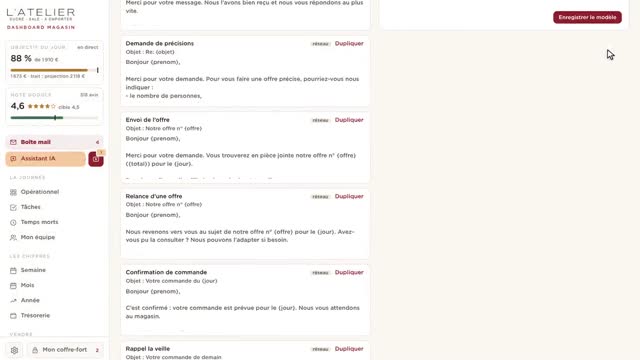 L'ATELIER
SUCRÉ · SALÉ · À EMPORTER
DASHBOARD MAGASIN
OBJECTIF DU JOUR en direct
88 % de 1 910 €
1 676 € · trait : projection 2 118 €
NOTE GOOGLE 318 avis
4,6 ★★★★☆ cible 4,5
Boîte mail 4
Assistant IA
LA JOURNÉE
Opérationnel
Tâches
Temps morts
Mon équipe
LES CHIFFRES
Semaine
Mois
Année
Trésorerie
VENDRE
Mon coffre-fort 2
Merci pour votre message. Nous l'avons bien reçu et nous vous répondons au plus
vite.
Demande de précisions réseau Dupliquer
Objet : Re: {objet}
Bonjour {prenom},
Merci pour votre demande. Pour vous faire une offre précise, pourriez-vous nous
indiquer :
- le nombre de personnes,
Envoi de l'offre réseau Dupliquer
Objet : Notre offre n° {offre}
Bonjour {prenom},
Merci pour votre demande. Vous trouverez en pièce jointe notre offre n° {offre}
({total}) pour le {jour}.
Relance d'une offre réseau Dupliquer
Objet : Notre offre n° {offre}
Bonjour {prenom},
Nous revenons vers vous au sujet de notre offre n° {offre} pour le {jour}. Avez-
vous pu la consulter ? Nous pouvons l'adapter si besoin.
Confirmation de commande réseau Dupliquer
Objet : Votre commande du {jour}
Bonjour {prenom},
C'est confirmé : votre commande est prévue pour le {jour}. Nous vous attendons
au magasin.
Rappel la veille réseau Dupliquer
Objet : Votre commande de demain
Enregistrer le modèle